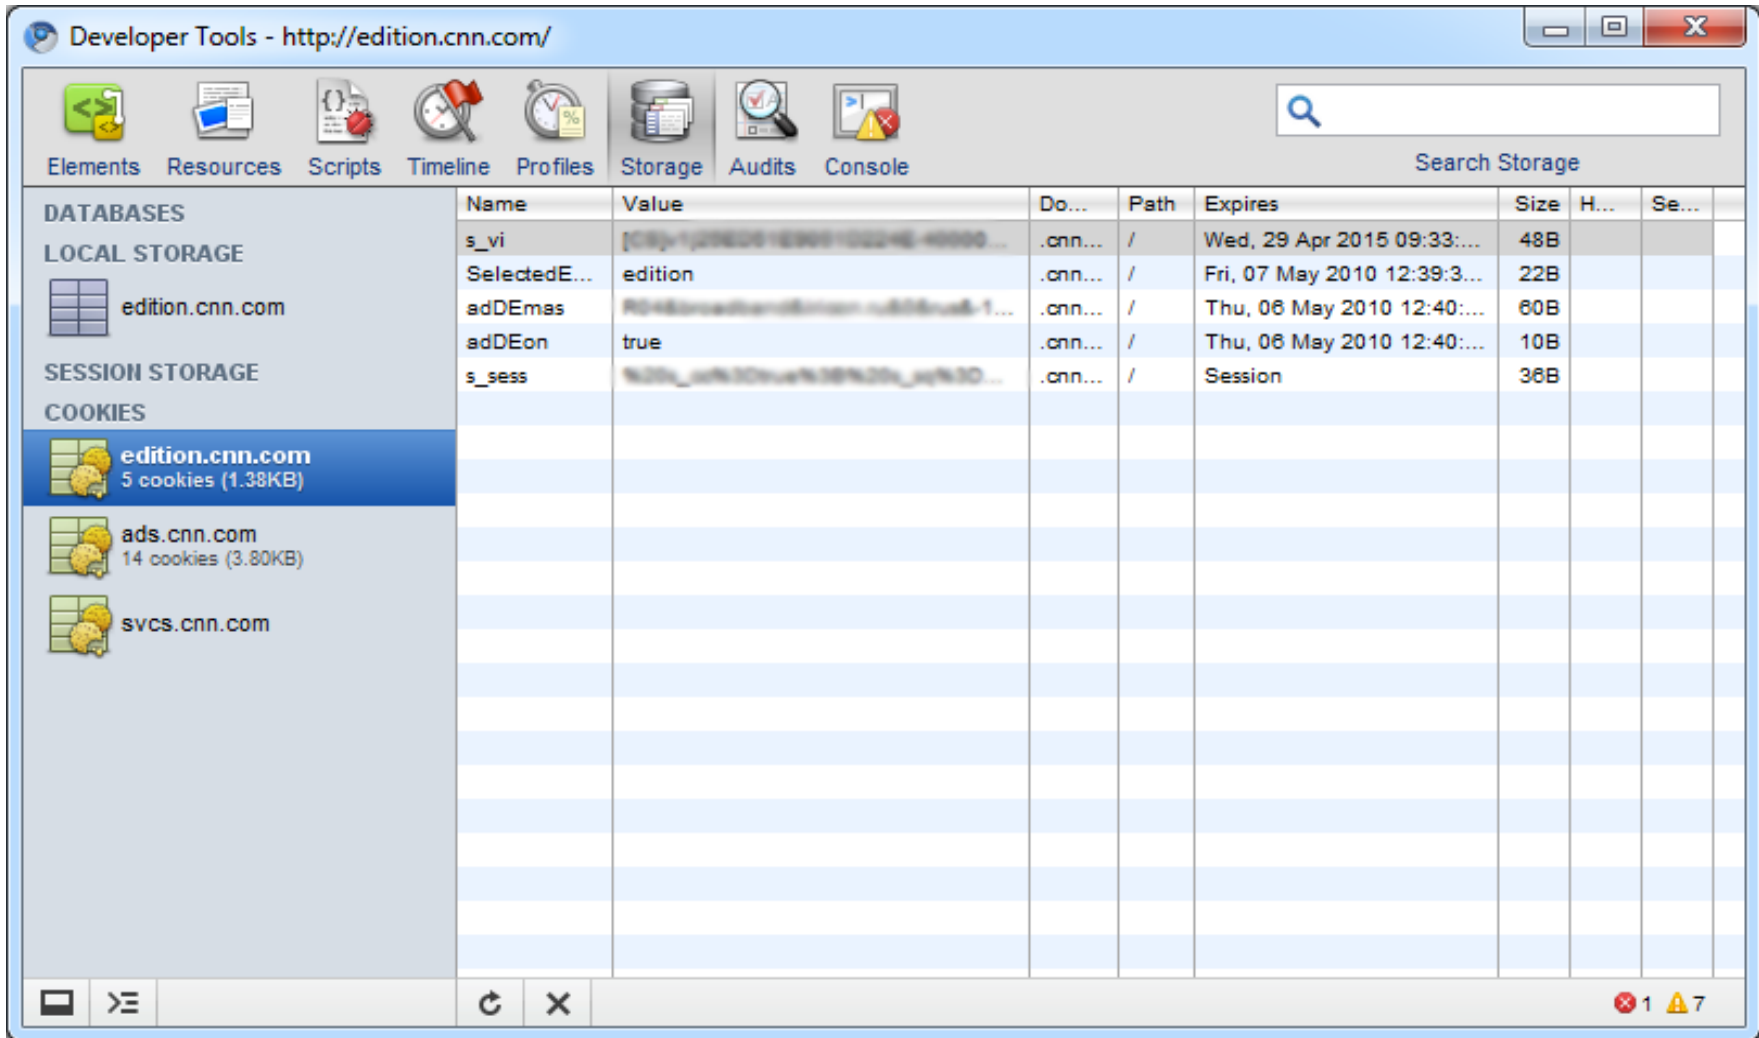 Developer Tools - http://edition.cnn.com/
Elements Resources Scripts Timeline Profiles Storage Audits Console
Search Storage
DATABASES
LOCAL STORAGE
edition.cnn.com
SESSION STORAGE
COOKIES
edition.cnn.com
5 cookies (1.38KB)
ads.cnn.com
14 cookies (3.80KB)
svcs.cnn.com
Name Value Do... Path Expires Size H... Se...
s_vi .cnn... / Wed, 29 Apr 2015 09:33:... 48B
SelectedE... edition .cnn... / Fri, 07 May 2010 12:39:3... 22B
adDEmas .cnn... / Thu, 06 May 2010 12:40:... 60B
adDEon true .cnn... / Thu, 06 May 2010 12:40:... 10B
s_sess .cnn... / Session 36B
1 7